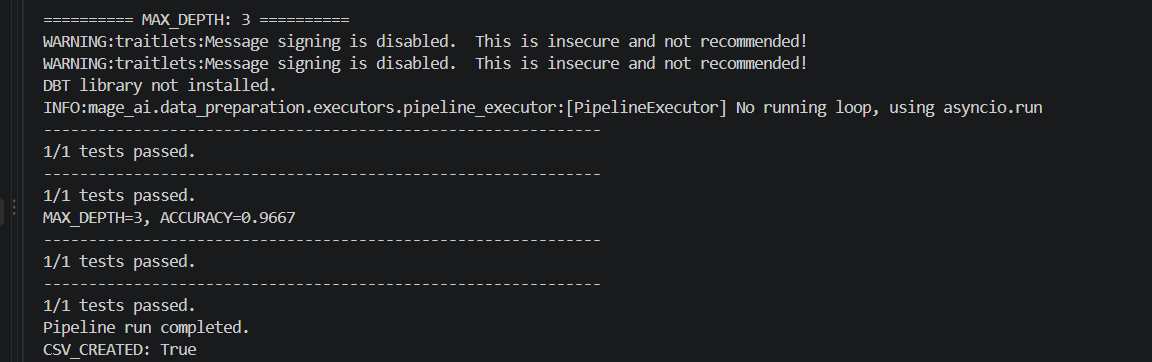 ========== MAX_DEPTH: 3 ==========
WARNING:traitlets:Message signing is disabled.  This is insecure and not recommended!
WARNING:traitlets:Message signing is disabled.  This is insecure and not recommended!
DBT library not installed.
INFO:mage_ai.data_preparation.executors.pipeline_executor:[PipelineExecutor] No running loop, using asyncio.run
--------------------------------------------------------------
1/1 tests passed.
--------------------------------------------------------------
1/1 tests passed.
MAX_DEPTH=3, ACCURACY=0.9667
--------------------------------------------------------------
1/1 tests passed.
--------------------------------------------------------------
1/1 tests passed.
Pipeline run completed.
CSV_CREATED: True